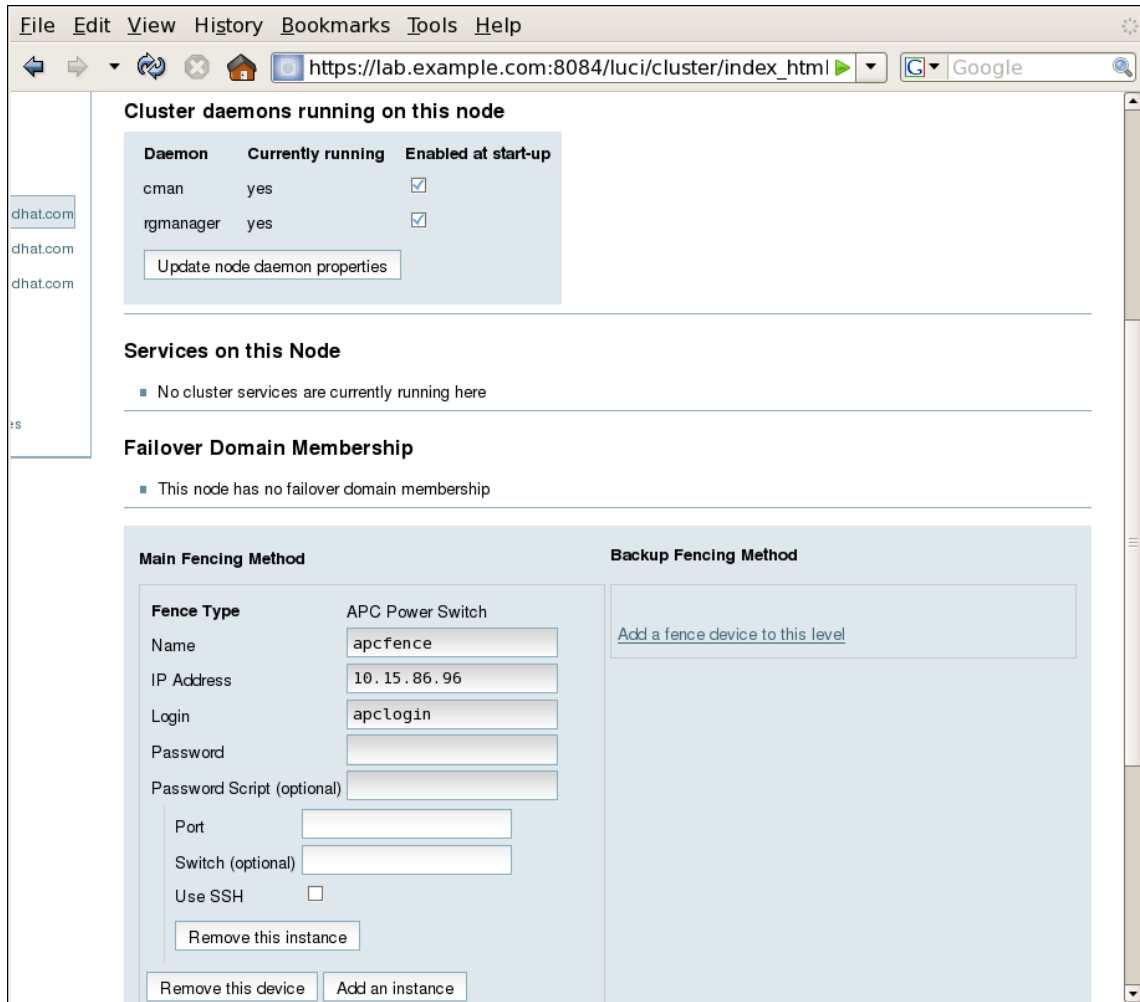 File Edit View History Bookmarks Tools Help
https://lab.example.com:8084/luci/cluster/index_html
G Google
dhat.com
dhat.com
dhat.com
es
Cluster daemons running on this node
Daemon Currently running Enabled at start-up
cman yes
rgmanager yes
Update node daemon properties
Services on this Node
No cluster services are currently running here
Failover Domain Membership
This node has no failover domain membership
Main Fencing Method
Fence Type APC Power Switch
Name apcfence
IP Address 10.15.86.96
Login apclogin
Password
Password Script (optional)
Port
Switch (optional)
Use SSH
Remove this instance
Remove this device Add an instance
Backup Fencing Method
Add a fence device to this level